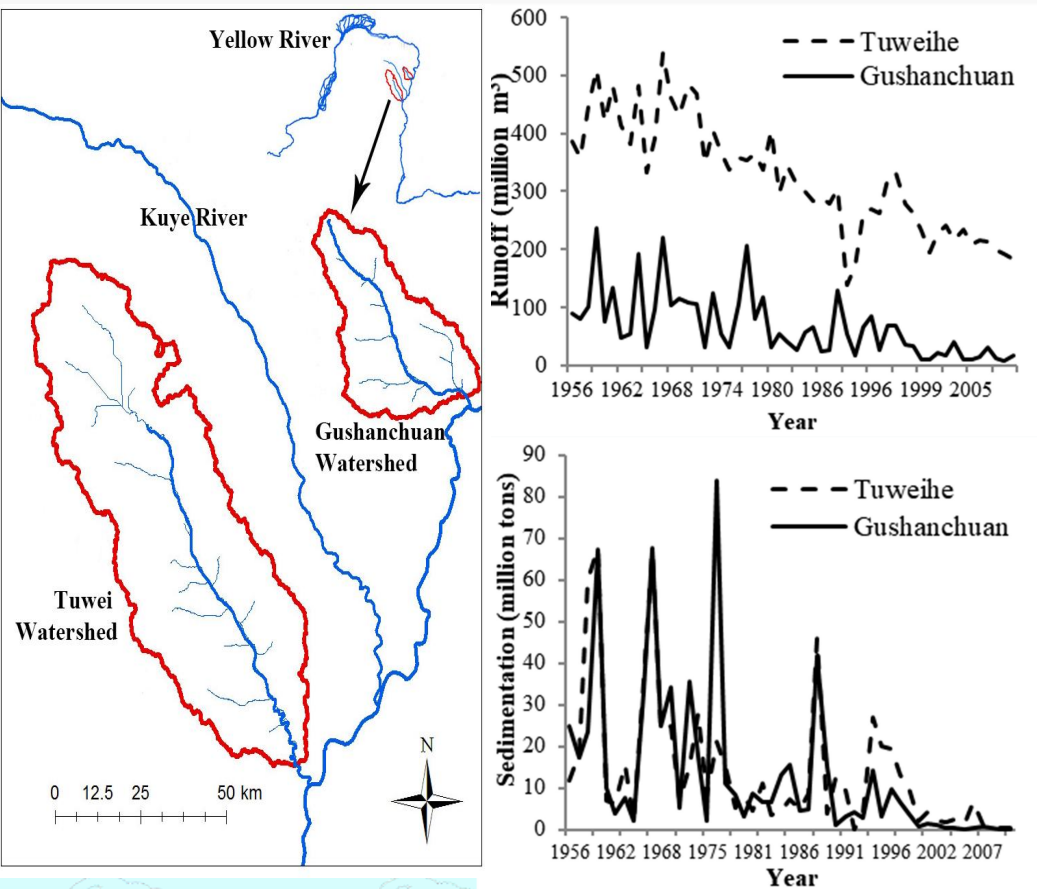 Yellow River
Kuye River
Gushanchuan
Watershed
Tuwei
Watershed
N
0 12.5 25 50 km
600
500
400
300
200
100
0
Runoff (million m³)
Tuweihe
Gushanchuan
1956 1962 1968 1974 1980 1986 1996 1999 2005
Year
90
80
70
60
50
40
30
20
10
0
Sedimentation (million tons)
Tuweihe
Gushanchuan
1956 1962 1968 1975 1981 1986 1991 1996 2002 2007
Year